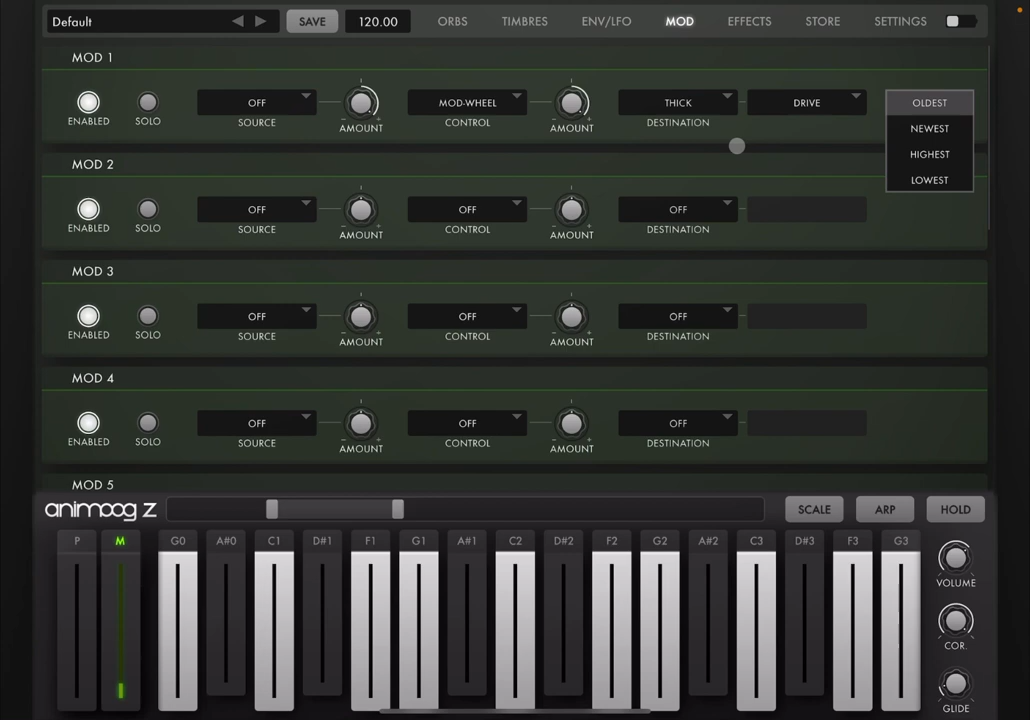 Default
SAVE
120.00
ORBS
TIMBRES
ENV/LFO
MOD
EFFECTS
STORE
SETTINGS
MOD 1
ENABLED
SOLO
OFF
SOURCE
- +
AMOUNT
MOD-WHEEL
CONTROL
- +
AMOUNT
THICK
DESTINATION
DRIVE
OLDEST
NEWEST
HIGHEST
LOWEST
MOD 2
ENABLED
SOLO
OFF
SOURCE
- +
AMOUNT
OFF
CONTROL
- +
AMOUNT
OFF
DESTINATION
MOD 3
ENABLED
SOLO
OFF
SOURCE
- +
AMOUNT
OFF
CONTROL
- +
AMOUNT
OFF
DESTINATION
MOD 4
ENABLED
SOLO
OFF
SOURCE
- +
AMOUNT
OFF
CONTROL
- +
AMOUNT
OFF
DESTINATION
MOD 5
animoog Z
SCALE
ARP
HOLD
P
M
G0
A#0
C1
D#1
F1
G1
A#1
C2
D#2
F2
G2
A#2
C3
D#3
F3
G3
VOLUME
COR.
GLIDE